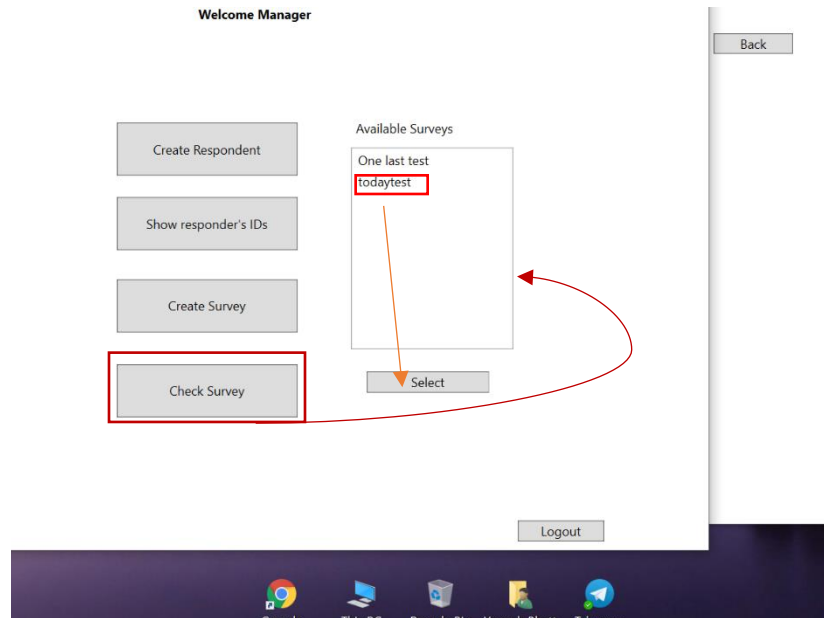 Welcome Manager
Back
Create Respondent
Available Surveys
One last test
todaytest
Show responder's IDs
Create Survey
Check Survey
Select
Logout